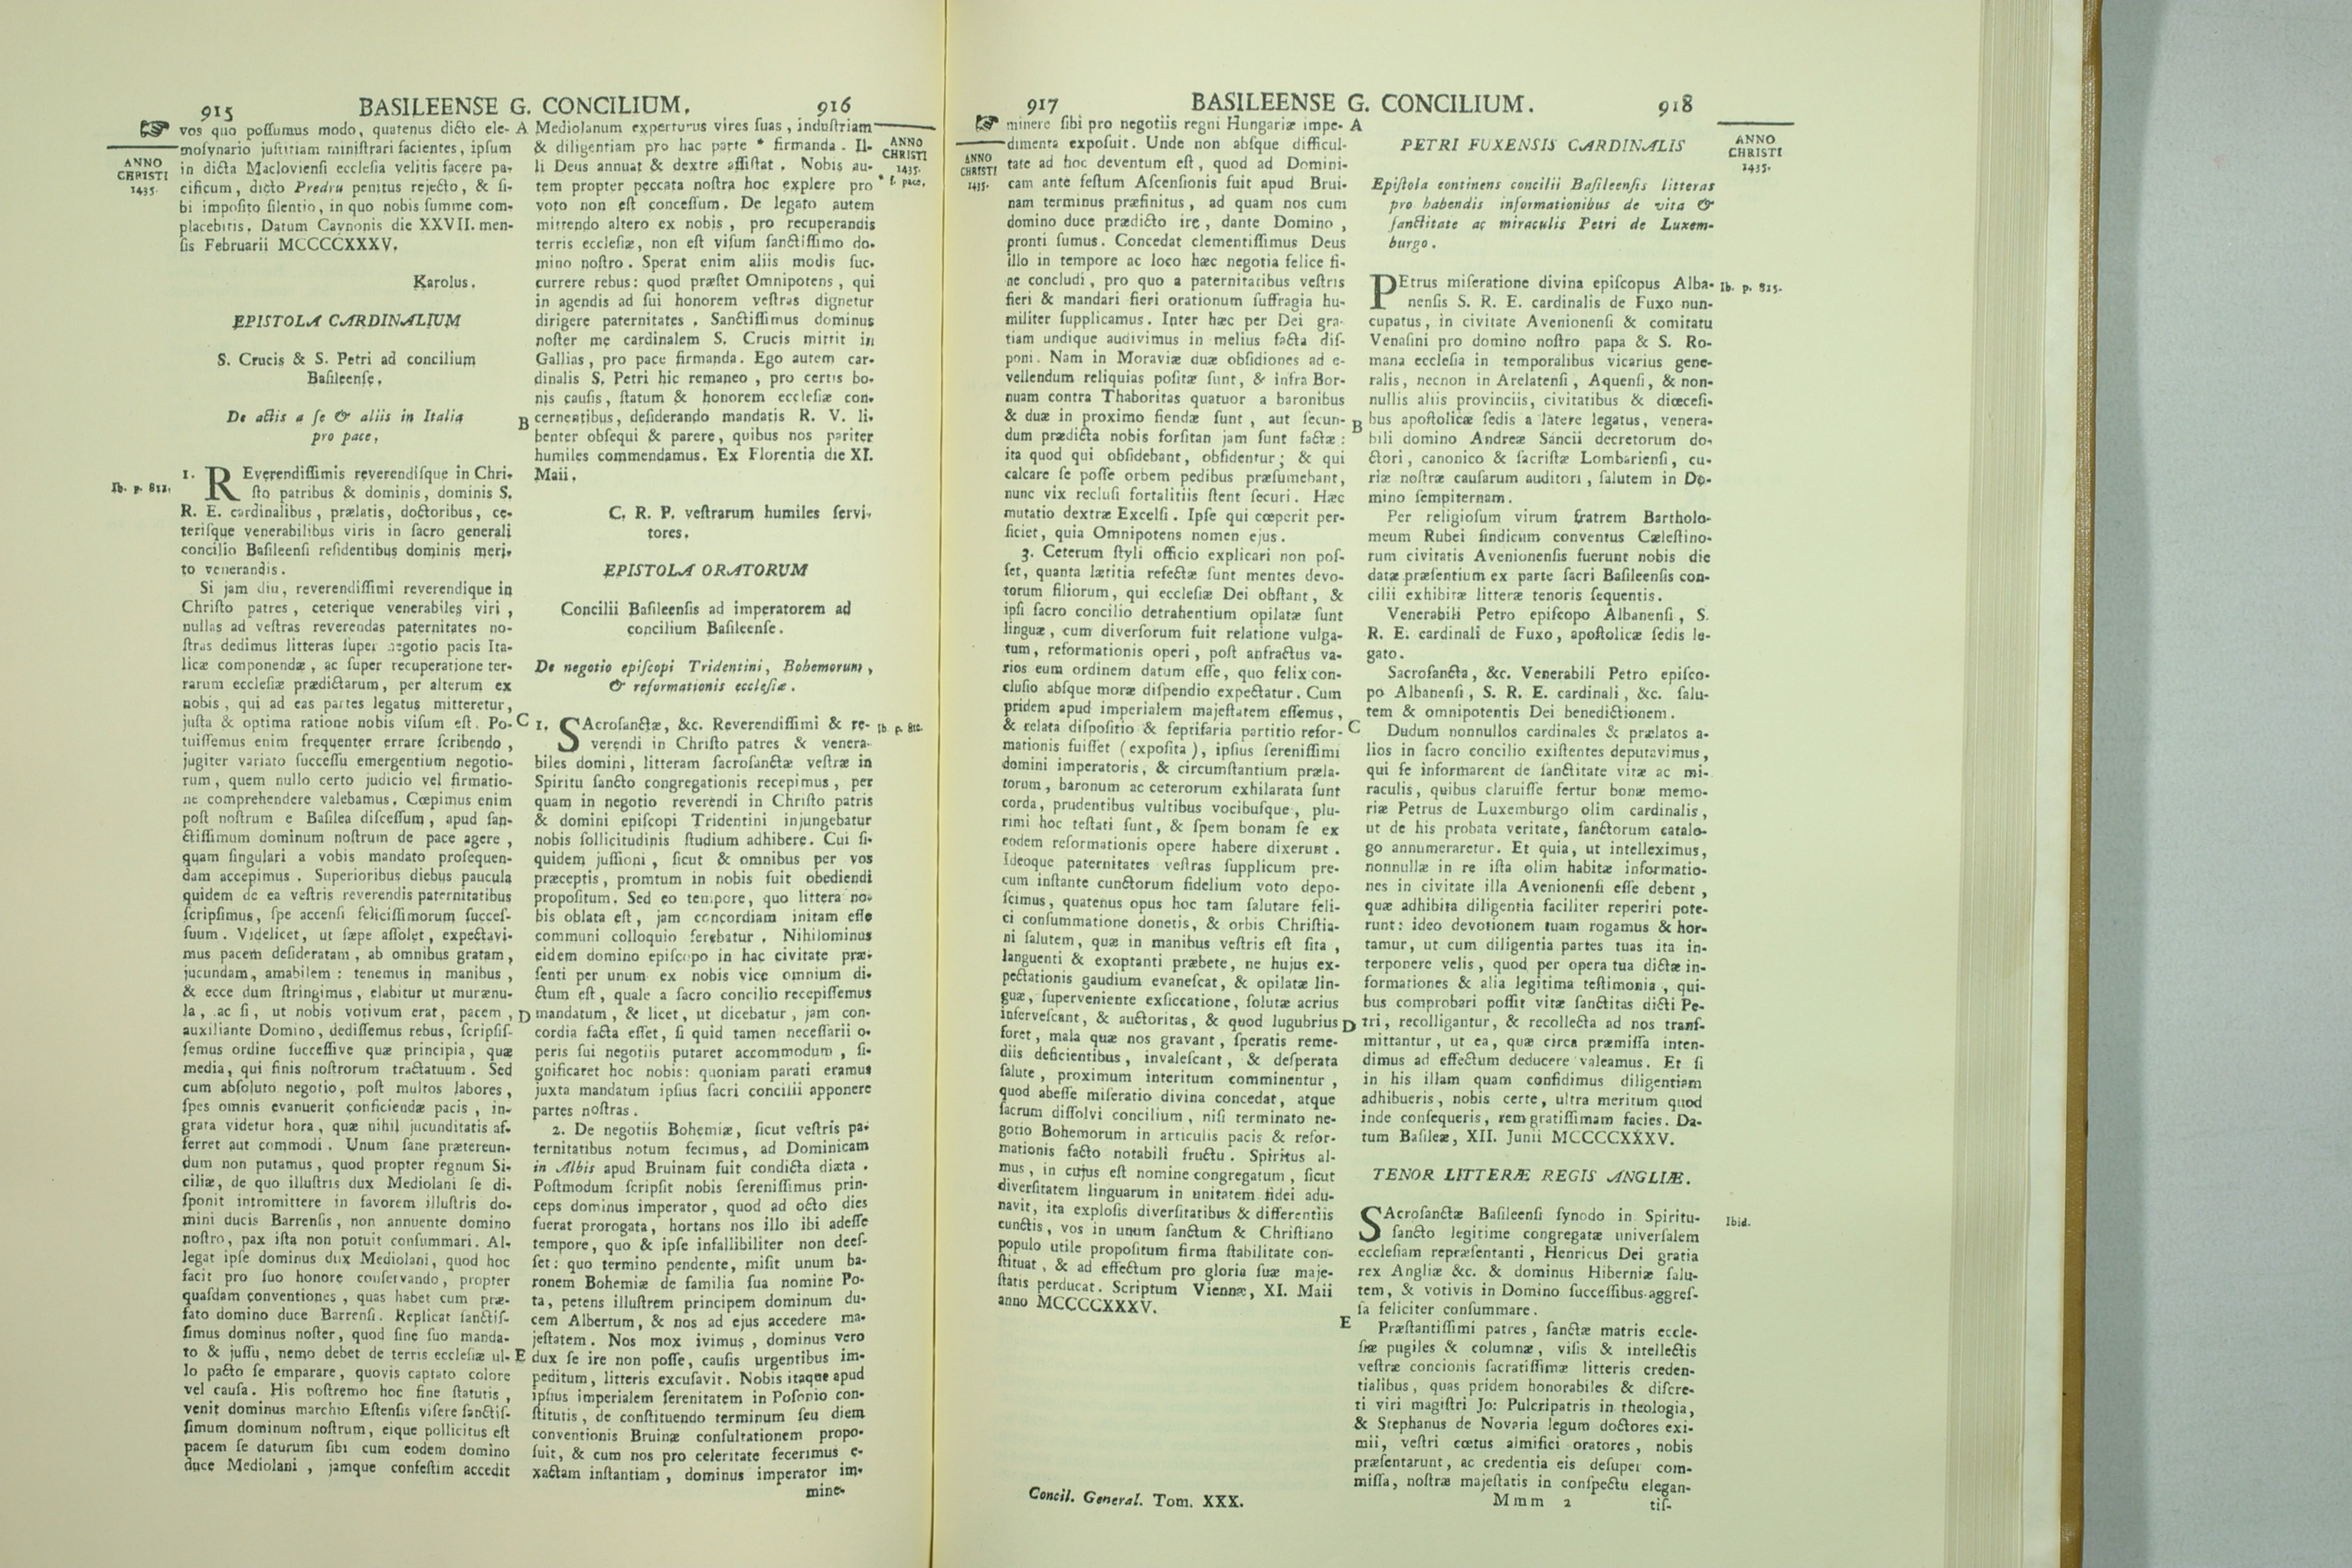 915 BASILEENSE G. CONCILIUM. 916
☞ vos quo poſſumus modo, quatenus dicto ele-
moſynario juſtitiam miniſtrari facientes, ipſum
in dicta Maclovienſi eccleſia velitis facere pa-
cificum, dicto Predru penitus rejecto, & ſi-
bi impoſito ſilentio, in quo nobis ſumme com-
placebitis. Datum Caynonis die XXVII. men-
ſis Februarii MCCCCXXXV.
ANNO
CHRISTI
1435.
Karolus.
EPISTOLA CARDINALIUM
S. Crucis & S. Petri ad concilium
Baſileenſe.
De actis a ſe & aliis in Italia
pro pace.
Ib. p. 811.
1. REverendiſſimis reverendiſque in Chri-
ſto patribus & dominis, dominis S.
R. E. cardinalibus, prælatis, doctoribus, ce-
teriſque venerabilibus viris in ſacro generali
concilio Baſileenſi reſidentibus dominis meri-
to venerandis.
Si jam diu, reverendiſſimi reverendique in
Chriſto patres, ceterique venerabiles viri,
nullas ad veſtras reverendas paternitates no-
ſtras dedimus litteras ſuper negotio pacis Ita-
licæ componendæ, ac ſuper recuperatione ter-
rarum eccleſiæ prædictarum, per alterum ex
nobis, qui ad eas partes legatus mitteretur,
juſta & optima ratione nobis viſum eſt. Po-
tuiſſemus enim frequenter errare ſcribendo,
jugiter variato ſucceſſu emergentium negotio-
rum, quem nullo certo judicio vel firmatio-
ne comprehendere valebamus. Cœpimus enim
poſt noſtrum e Baſilea diſceſſum, apud ſan-
ctiſſimum dominum noſtrum de pace agere,
quam ſingulari a vobis mandato proſequen-
dam accepimus. Superioribus diebus paucula
quidem de ea veſtris reverendis paternitatibus
ſcripſimus, ſpe accenſi feliciſſimorum ſucceſ-
ſuum. Videlicet, ut ſæpe aſſolet, expectavi-
mus pacem deſideratam, ab omnibus gratam,
jucundam, amabilem: tenemus in manibus,
& ecce dum ſtringimus, elabitur ut murænu-
la, ac ſi, ut nobis votivum erat, pacem,
auxiliante Domino, dediſſemus rebus, ſcripſiſ-
ſemus ordine ſucceſſive quæ principia, quæ
media, qui finis noſtrorum tractatuum. Sed
cum abſoluto negotio, poſt multos labores,
ſpes omnis evanuerit conficiendæ pacis, in-
grata videtur hora, quæ nihil jucunditatis af-
ferret aut commodi. Unum ſane prætereun-
dum non putamus, quod propter regnum Si-
ciliæ, de quo illuſtris dux Mediolani ſe di-
ſponit intromittere in favorem illuſtris do-
mini ducis Barrenſis, non annuente domino
noſtro, pax iſta non potuit conſummari. Al-
legat ipſe dominus dux Mediolani, quod hoc
facit pro ſuo honore conſervando, propter
quaſdam conventiones, quas habet cum præ-
fato domino duce Barrenſi. Replicat ſanctiſ-
ſimus dominus noſter, quod ſine ſuo manda-
to & juſſu, nemo debet de terris eccleſiæ ul-
lo pacto ſe emparare, quovis captato colore
vel cauſa. His poſtremo hoc fine ſtatutis,
venit dominus marchio Eſtenſis viſere ſanctiſ-
ſimum dominum noſtrum, eique pollicitus eſt
pacem ſe daturum ſibi cum eodem domino
duce Mediolani, jamque confeſtim accedit
A
B
C
D
E
Mediolanum experturus vires ſuas, induſtriam
& diligentiam pro hac parte * firmanda. Il-
li Deus annuat & dextre aſſiſtat. Nobis au-
tem propter peccata noſtra hoc explere pro
voto non eſt conceſſum. De legato autem
mittendo altero ex nobis, pro recuperandis
terris eccleſiæ, non eſt viſum ſanctiſſimo do-
mino noſtro. Sperat enim aliis modis ſuc-
currere rebus: quod præſtet Omnipotens, qui
in agendis ad ſui honorem veſtras dignetur
dirigere paternitates. Sanctiſſimus dominus
noſter me cardinalem S. Crucis mittit in
Gallias, pro pace firmanda. Ego autem car-
dinalis S. Petri hic remaneo, pro certis bo-
nis cauſis, ſtatum & honorem eccleſiæ con-
cernentibus, deſiderando mandatis R. V. li-
benter obſequi & parere, quibus nos pariter
humiles commendamus. Ex Florentia die XI.
Maii.
ANNO
CHRISTI
1435.
* f. pace.
C. R. P. veſtrarum humiles ſervi-
tores.
EPISTOLA ORATORUM
Concilii Baſileenſis ad imperatorem ad
concilium Baſileenſe.
De negotio epiſcopi Tridentini, Bohemorum,
& reformationis eccleſiæ.
1. SAcroſanctæ, &c. Reverendiſſimi & re-
verendi in Chriſto patres & venera-
biles domini, litteram ſacroſanctæ veſtræ in
Spiritu ſancto congregationis recepimus, per
quam in negotio reverendi in Chriſto patris
& domini epiſcopi Tridentini injungebatur
nobis ſollicitudinis ſtudium adhibere. Cui ſi-
quidem juſſioni, ſicut & omnibus per vos
præceptis, promtum in nobis fuit obediendi
propoſitum. Sed eo tempore, quo littera no-
bis oblata eſt, jam concordiam initam eſſe
communi colloquio ferebatur. Nihilominus
eidem domino epiſcopo in hac civitate præ-
ſenti per unum ex nobis vice omnium di-
ctum eſt, quale a ſacro concilio recepiſſemus
mandatum, & licet, ut dicebatur, jam con-
cordia facta eſſet, ſi quid tamen neceſſarii o-
peris ſui negotiis putaret accommodum, ſi-
gnificaret hoc nobis: quoniam parati eramus
juxta mandatum ipſius ſacri concilii apponere
partes noſtras.
Ib. p. 812.
2. De negotiis Bohemiæ, ſicut veſtris pa-
ternitatibus notum fecimus, ad Dominicam
in Albis apud Bruinam fuit condicta diæta.
Poſtmodum ſcripſit nobis ſereniſſimus prin-
ceps dominus imperator, quod ad octo dies
fuerat prorogata, hortans nos illo ibi adeſſe
tempore, quo & ipſe infallibiliter non deeſ-
ſet: quo termino pendente, miſit unum ba-
ronem Bohemiæ de familia ſua nomine Po-
ta, petens illuſtrem principem dominum du-
cem Albertum, & nos ad ejus accedere ma-
jeſtatem. Nos mox ivimus, dominus vero
dux ſe ire non poſſe, cauſis urgentibus im-
peditum, litteris excuſavit. Nobis itaque apud
ipſius imperialem ſerenitatem in Poſonio con-
ſtitutis, de conſtituendo terminum ſeu diem
conventionis Bruinæ conſultationem propo-
ſuit, & cum nos pro celeritate fecerimus e-
xactam inſtantiam, dominus imperator im-
mine-
917 BASILEENSE G. CONCILIUM. 918
☞ minere ſibi pro negotiis regni Hungariæ impe-
dimenta expoſuit. Unde non abſque difficul-
tate ad hoc deventum eſt, quod ad Domini-
cam ante feſtum Aſcenſionis fuit apud Brui-
nam terminus præfinitus, ad quam nos cum
domino duce prædicto ire, dante Domino,
pronti ſumus. Concedat clementiſſimus Deus
illo in tempore ac loco hæc negotia felice fi-
ne concludi, pro quo a paternitatibus veſtris
fieri & mandari fieri orationum ſuffragia hu-
militer ſupplicamus. Inter hæc per Dei gra-
tiam undique audivimus in melius facta diſ-
poni. Nam in Moraviæ duæ obſidiones ad e-
vellendum reliquias poſitæ ſunt, & infra Bor-
nuam contra Thaboritas quatuor a baronibus
& duæ in proximo fiendæ ſunt, aut ſecun-
dum prædicta nobis forſitan jam ſunt factæ:
ita quod qui obſidebant, obſidentur; & qui
calcare ſe poſſe orbem pedibus præſumebant,
nunc vix recluſi fortalitiis ſtent ſecuri. Hæc
mutatio dextræ Excelſi. Ipſe qui cœperit per-
ficiet, quia Omnipotens nomen ejus.
ANNO
CHRISTI
1435.
3. Ceterum ſtyli officio explicari non poſ-
ſet, quanta lætitia refectæ ſunt mentes devo-
torum filiorum, qui eccleſiæ Dei obſtant, &
ipſi ſacro concilio detrahentium opilatæ ſunt
linguæ, cum diverſorum fuit relatione vulga-
tum, reformationis operi, poſt anfractus va-
rios eum ordinem datum eſſe, quo felix con-
cluſio abſque moræ diſpendio expectatur. Cum
pridem apud imperialem majeſtatem eſſemus,
& relata diſpoſitio & ſeptifaria partitio refor-
mationis fuiſſet (expoſita), ipſius ſereniſſimi
domini imperatoris, & circumſtantium præla-
torum, baronum ac ceterorum exhilarata ſunt
corda, prudentibus vultibus vocibuſque, plu-
rimi hoc teſtati ſunt, & ſpem bonam ſe ex
eodem reformationis opere habere dixerunt.
Ideoque paternitates veſtras ſupplicum pre-
cum inſtante cunctorum fidelium voto depo-
ſcimus, quatenus opus hoc tam ſalutare feli-
ci conſummatione donetis, & orbis Chriſtia-
ni ſalutem, quæ in manibus veſtris eſt ſita,
languenti & exoptanti præbete, ne hujus ex-
pectationis gaudium evaneſcat, & opilatæ lin-
guæ, ſuperveniente exſiccatione, ſolutæ acrius
inferveſcant, & auctoritas, & quod lugubrius
foret, mala quæ nos gravant, ſperatis reme-
diis deficientibus, invaleſcant, & deſperata
ſalute, proximum interitum comminentur,
quod abeſſe miſeratio divina concedat, atque
ſacrum diſſolvi concilium, niſi terminato ne-
gotio Bohemorum in articulis pacis & refor-
mationis facto notabili fructu. Spiritus al-
mus, in cujus eſt nomine congregatum, ſicut
diverſitatem linguarum in unitatem fidei adu-
navit, ita exploſis diverſitatibus & differentiis
cunctis, vos in unum ſanctum & Chriſtiano
populo utile propoſitum firma ſtabilitate con-
ſtituat, & ad effectum pro gloria ſuæ maje-
ſtatis perducat. Scriptum Viennæ, XI. Maii
anno MCCCCXXXV.
Concil. General. Tom. XXX.
A
B
C
D
E
PETRI FUXENSIS CARDINALIS
ANNO
CHRISTI
1435.
Epiſtola continens concilii Baſileenſis litteras
pro habendis informationibus de vita &
ſanctitate ac miraculis Petri de Luxem-
burgo.
PEtrus miſeratione divina epiſcopus Alba-
nenſis S. R. E. cardinalis de Fuxo nun-
cupatus, in civitate Avenionenſi & comitatu
Venaſini pro domino noſtro papa & S. Ro-
mana eccleſia in temporalibus vicarius gene-
ralis, necnon in Arelatenſi, Aquenſi, & non-
nullis aliis provinciis, civitatibus & diœceſi-
bus apoſtolicæ ſedis a latere legatus, venera-
bili domino Andreæ Sancii decretorum do-
ctori, canonico & ſacriſtæ Lombarienſi, cu-
riæ noſtræ cauſarum auditori, ſalutem in Do-
mino ſempiternam.
Ib. p. 815.
Per religioſum virum fratrem Bartholo-
meum Rubei ſindicum conventus Cæleſtino-
rum civitatis Avenionenſis fuerunt nobis die
datæ præſentium ex parte ſacri Baſileenſis con-
cilii exhibitæ litteræ tenoris ſequentis.
Venerabili Petro epiſcopo Albanenſi, S.
R. E. cardinali de Fuxo, apoſtolicæ ſedis le-
gato.
Sacroſancta, &c. Venerabili Petro epiſco-
po Albanenſi, S. R. E. cardinali, &c. ſalu-
tem & omnipotentis Dei benedictionem.
Dudum nonnullos cardinales & prælatos a-
lios in ſacro concilio exiſtentes deputavimus,
qui ſe informarent de ſanctitate vitæ ac mi-
raculis, quibus claruiſſe fertur bonæ memo-
riæ Petrus de Luxemburgo olim cardinalis,
ut de his probata veritate, ſanctorum catalo-
go annumeraretur. Et quia, ut intelleximus,
nonnullæ in re iſta olim habitæ informatio-
nes in civitate illa Avenionenſi eſſe debent,
quæ adhibita diligentia faciliter reperiri pote-
runt: ideo devotionem tuam rogamus & hor-
tamur, ut cum diligentia partes tuas ita in-
terponere velis, quod per opera tua dictæ in-
formationes & alia legitima teſtimonia, qui-
bus comprobari poſſit vitæ ſanctitas dicti Pe-
tri, recolligantur, & recollecta ad nos tranſ-
mittantur, ut ea, quæ circa præmiſſa inten-
dimus ad effectum deducere valeamus. Et ſi
in his illam quam confidimus diligentiam
adhibueris, nobis certe, ultra meritum quod
inde conſequeris, rem gratiſſimam facies. Da-
tum Baſileæ, XII. Junii MCCCCXXXV.
TENOR LITTERÆ REGIS ANGLIÆ.
SAcroſanctæ Baſileenſi ſynodo in Spiritu-
ſancto legitime congregatæ univerſalem
eccleſiam repræſentanti, Henricus Dei gratia
rex Angliæ &c. & dominus Hiberniæ ſalu-
tem, & votivis in Domino ſucceſſibus aggreſ-
ſa feliciter conſummare.
Ibid.
Præſtantiſſimi patres, ſanctæ matris eccle-
ſiæ pugiles & columnæ, viſis & intellectis
veſtræ concionis ſacratiſſimæ litteris creden-
tialibus, quas pridem honorabiles & diſcre-
ti viri magiſtri Jo: Pulcripatris in theologia,
& Stephanus de Novaria legum doctores exi-
mii, veſtri cœtus almifici oratores, nobis
præſentarunt, ac credentia eis deſuper com-
miſſa, noſtræ majeſtatis in conſpectu elegan-
Mmm 2 tiſ-